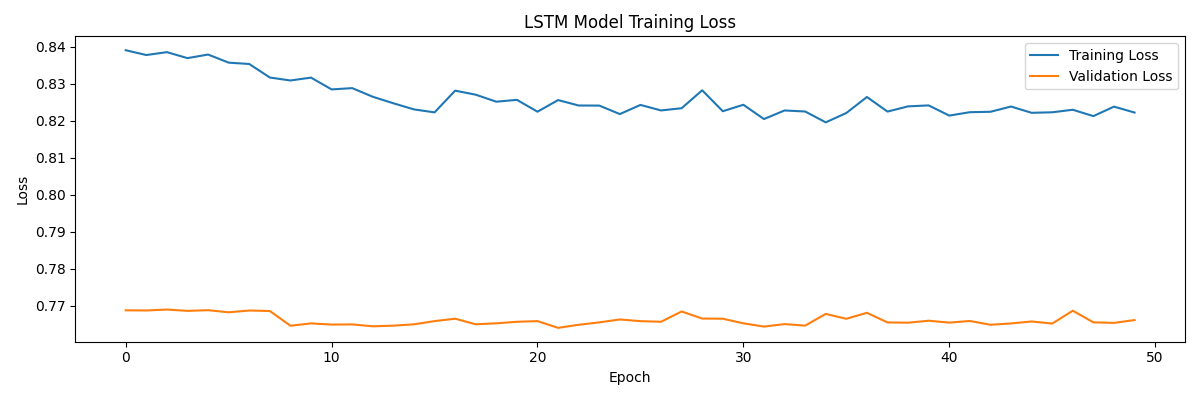 LSTM Model Training Loss
Training Loss
Validation Loss
0.84
0.83
0.82
0.81
0.80
0.79
0.78
0.77
Loss
0 10 20 30 40 50
Epoch